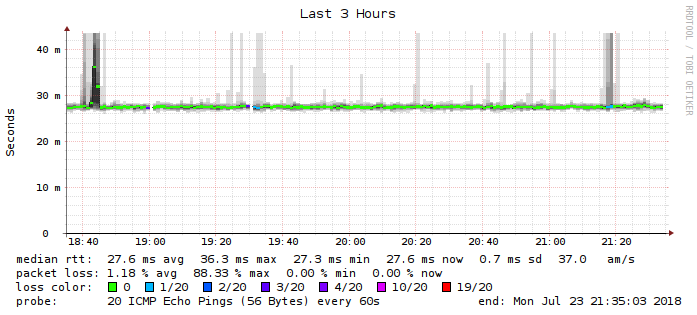 Last 3 Hours
RRDTOOL / TOBI OETIKER
Seconds
40 m
30 m
20 m
10 m
0
18:40 19:00 19:20 19:40 20:00 20:20 20:40 21:00 21:20
median rtt: 27.6 ms avg 36.3 ms max 27.3 ms min 27.6 ms now 0.7 ms sd 37.0 am/s
packet loss: 1.18 % avg 88.33 % max 0.00 % min 0.00 % now
loss color: 0 1/20 2/20 3/20 4/20 10/20 19/20
probe: 20 ICMP Echo Pings (56 Bytes) every 60s end: Mon Jul 23 21:35:03 2018